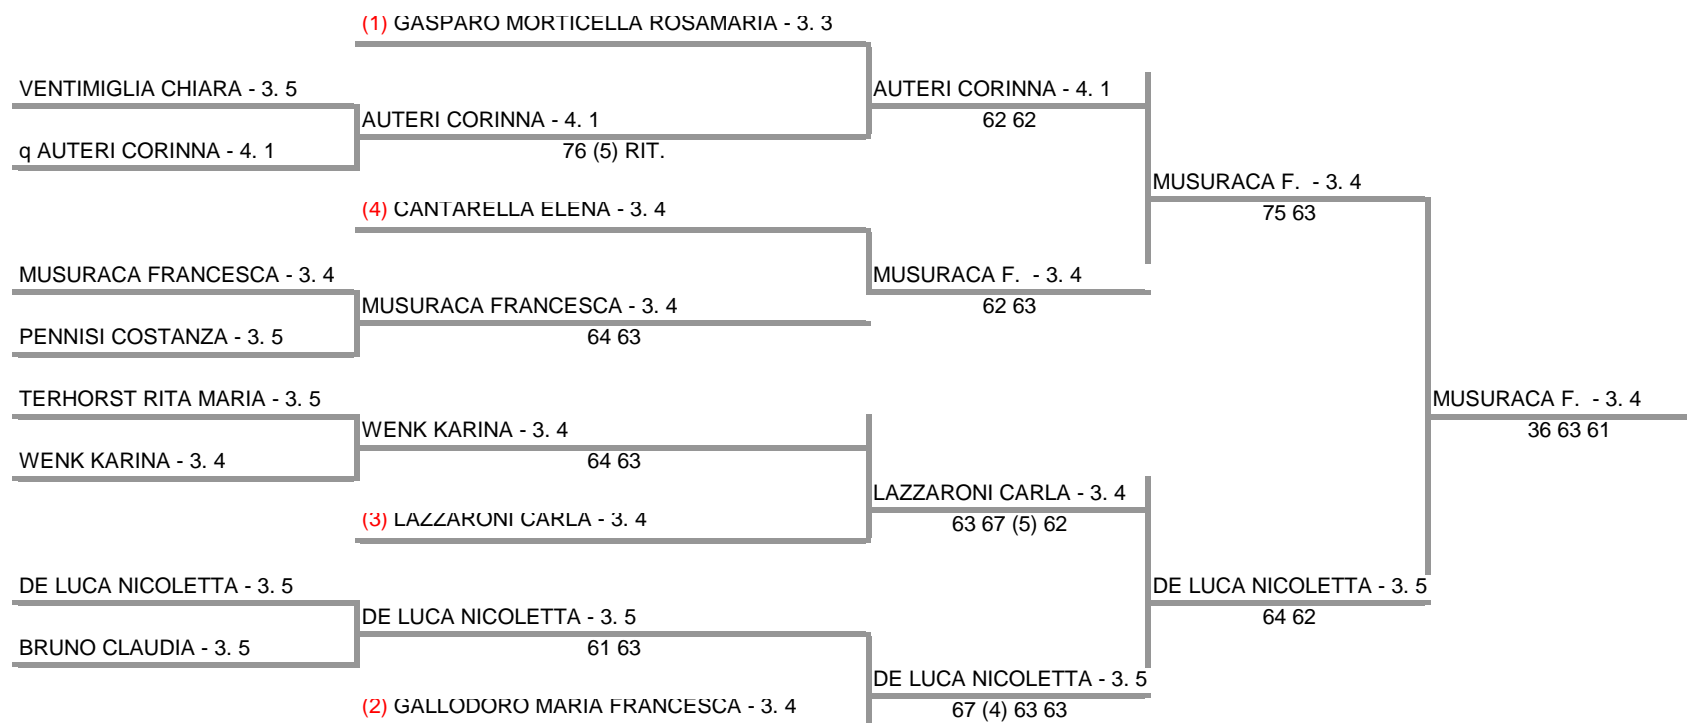 (1) GASPARO MORTICELLA ROSAMARIA - 3. 3
VENTIMIGLIA CHIARA - 3. 5
AUTERI CORINNA - 4. 1
62 62
AUTERI CORINNA - 4. 1
76 (5) RIT.
q AUTERI CORINNA - 4. 1
MUSURACA F. - 3. 4
75 63
(4) CANTARELLA ELENA - 3. 4
MUSURACA FRANCESCA - 3. 4
MUSURACA F. - 3. 4
62 63
MUSURACA FRANCESCA - 3. 4
64 63
PENNISI COSTANZA - 3. 5
TERHORST RITA MARIA - 3. 5
MUSURACA F. - 3. 4
36 63 61
WENK KARINA - 3. 4
64 63
WENK KARINA - 3. 4
LAZZARONI CARLA - 3. 4
63 67 (5) 62
(3) LAZZARONI CARLA - 3. 4
DE LUCA NICOLETTA - 3. 5
DE LUCA NICOLETTA - 3. 5
64 62
DE LUCA NICOLETTA - 3. 5
61 63
BRUNO CLAUDIA - 3. 5
DE LUCA NICOLETTA - 3. 5
67 (4) 63 63
(2) GALLODORO MARIA FRANCESCA - 3. 4